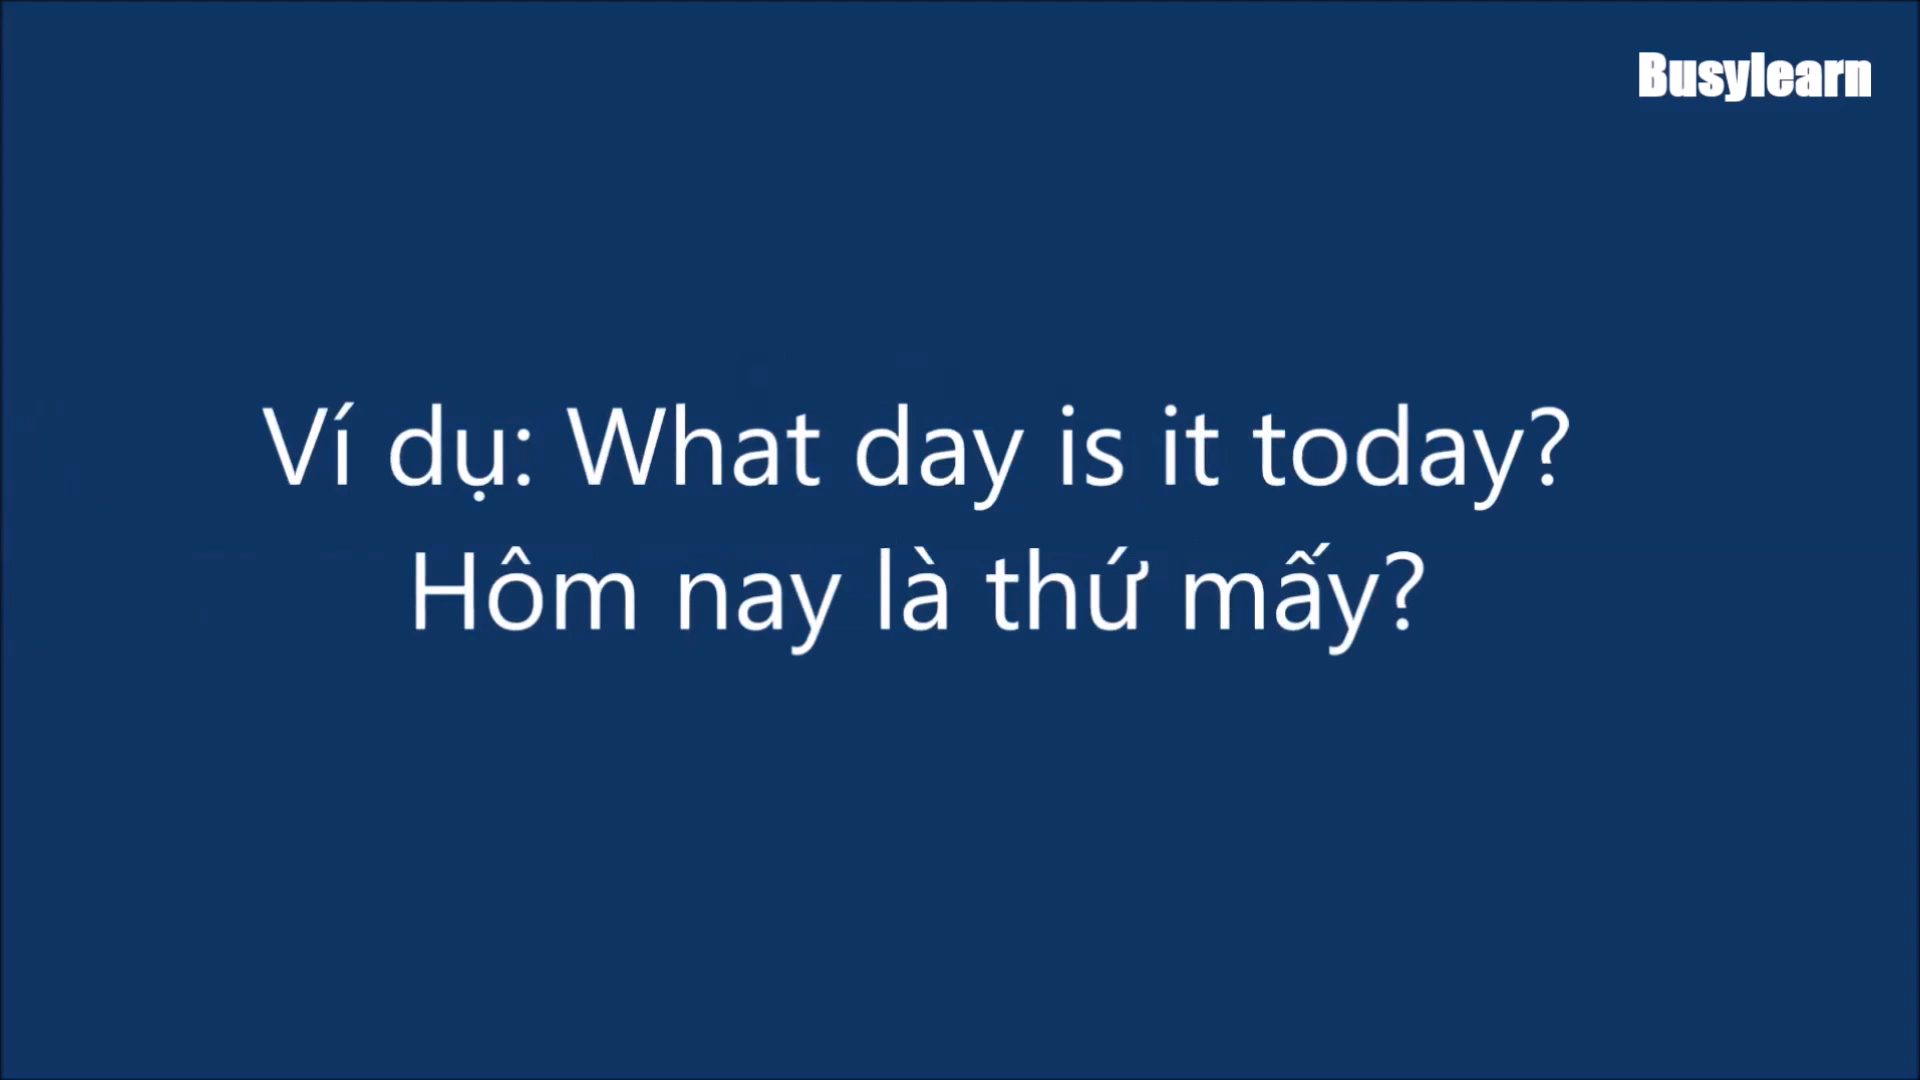 Busylearn
Ví dụ: What day is it today?
Hôm nay là thứ mấy?